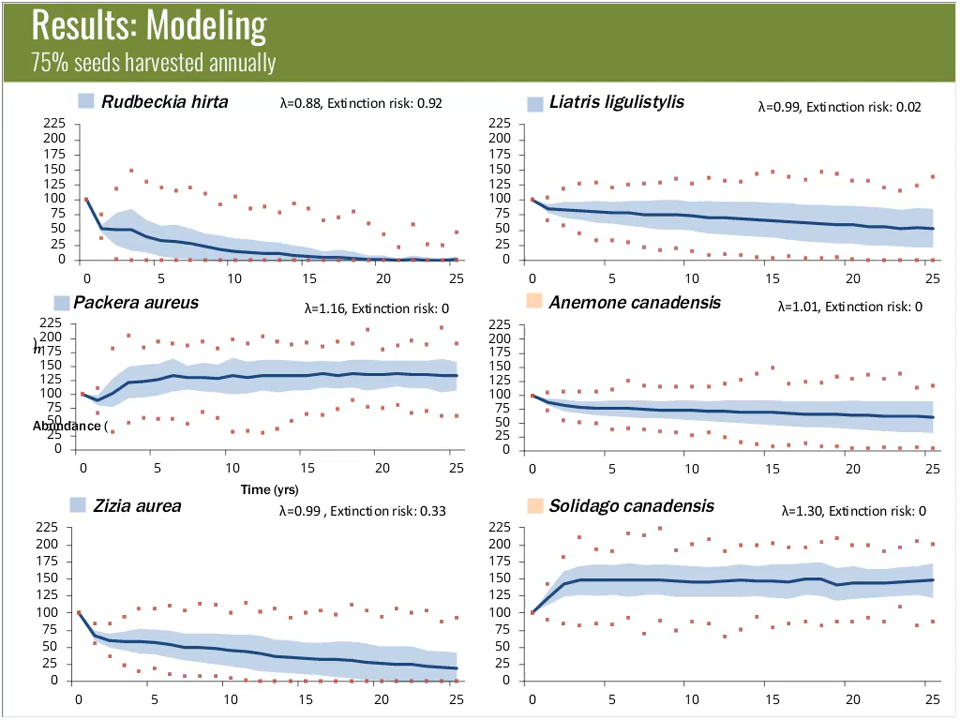 Results: Modeling
75% seeds harvested annually
Rudbeckia hirta
λ=0.88, Extinction risk: 0.92
225
200
175
150
125
100
75
50
25
0
0 5 10 15 20 25
Liatris ligulistylis
λ=0.99, Extinction risk: 0.02
225
200
175
150
125
100
75
50
25
0
0 5 10 15 20 25
Packera aureus
λ=1.16, Extinction risk: 0
225
200
175
150
125
100
75
50
25
0
Abundance (
0 5 10 15 20 25
Time (yrs)
Anemone canadensis
λ=1.01, Extinction risk: 0
225
200
175
150
125
100
75
50
25
0
0 5 10 15 20 25
Zizia aurea
λ=0.99 , Extinction risk: 0.33
225
200
175
150
125
100
75
50
25
0
0 5 10 15 20 25
Solidago canadensis
λ=1.30, Extinction risk: 0
225
200
175
150
125
100
75
50
25
0
0 5 10 15 20 25